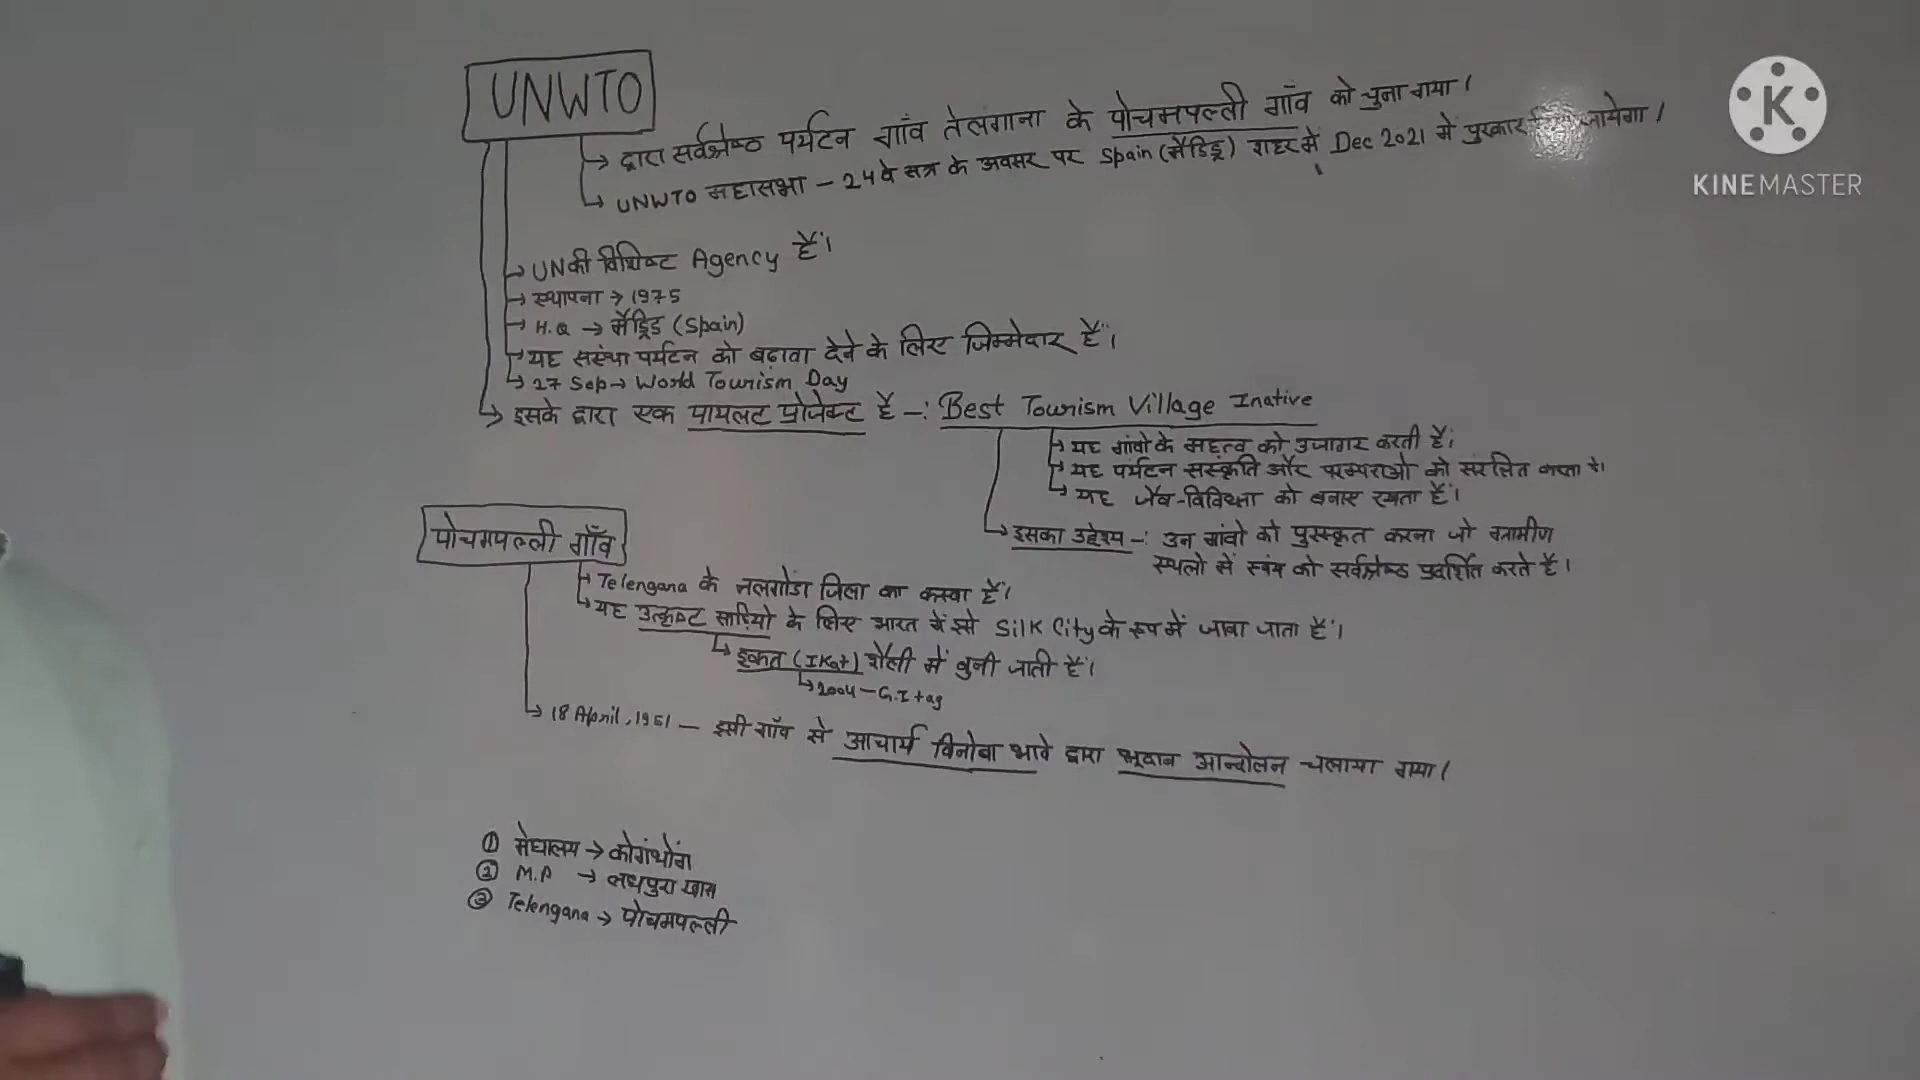 UNWTO
→ द्वारा सर्वश्रेष्ठ पर्यटन गाँव तेलंगाना के पोचमपल्ली गाँव को चुना गया।
→ UNWTO महासभा - 24वे सत्र के अवसर पर Spain (मैड्रिड) शहर में Dec 2021 में पुरस्कार जायेगा।
→ UN की विशिष्ट Agency हैं।
→ स्थापना → 1975
→ H.Q → मैड्रिड (Spain)
→ यह संस्था पर्यटन को बढ़ावा देने के लिए जिम्मेदार हैं।
→ 27 Sep → World Tourism Day
→ इसके द्वारा एक पायलट प्रोजेक्ट है -: Best Tourism Village Inative
→ यह गांवो के महत्व को उजागर करती हैं।
→ यह पर्यटन संस्कृति और परम्पराओ को संरक्षित करता है।
→ यह जैव-विविधता को बनाए रखता हैं।
→ इसका उद्देश्य -: उन गांवो को पुरस्कृत करना जो ग्रामीण
स्थलो में स्वंय को सर्वश्रेष्ठ प्रदर्शित करते है।
पोचमपल्ली गाँव
→ Telengana के नलगोंडा जिला का कस्बा हैं।
→ यह उत्कृष्ट साड़ियो के लिए भारत में इसे Silk City के रूप में जाना जाता हैं।
→ इकत (IKat) शैली में बुनी जाती हैं।
→ 2004 - G.I tag
→ 18 April, 1951 - इसी गाँव से आचार्य विनोबा भावे द्वारा भूदान आन्दोलन चलाया गया।
① मेघालय → कोंगथोंग
② M.P → लधपुरा खास
③ Telengana → पोचमपल्ली
K
KINEMASTER